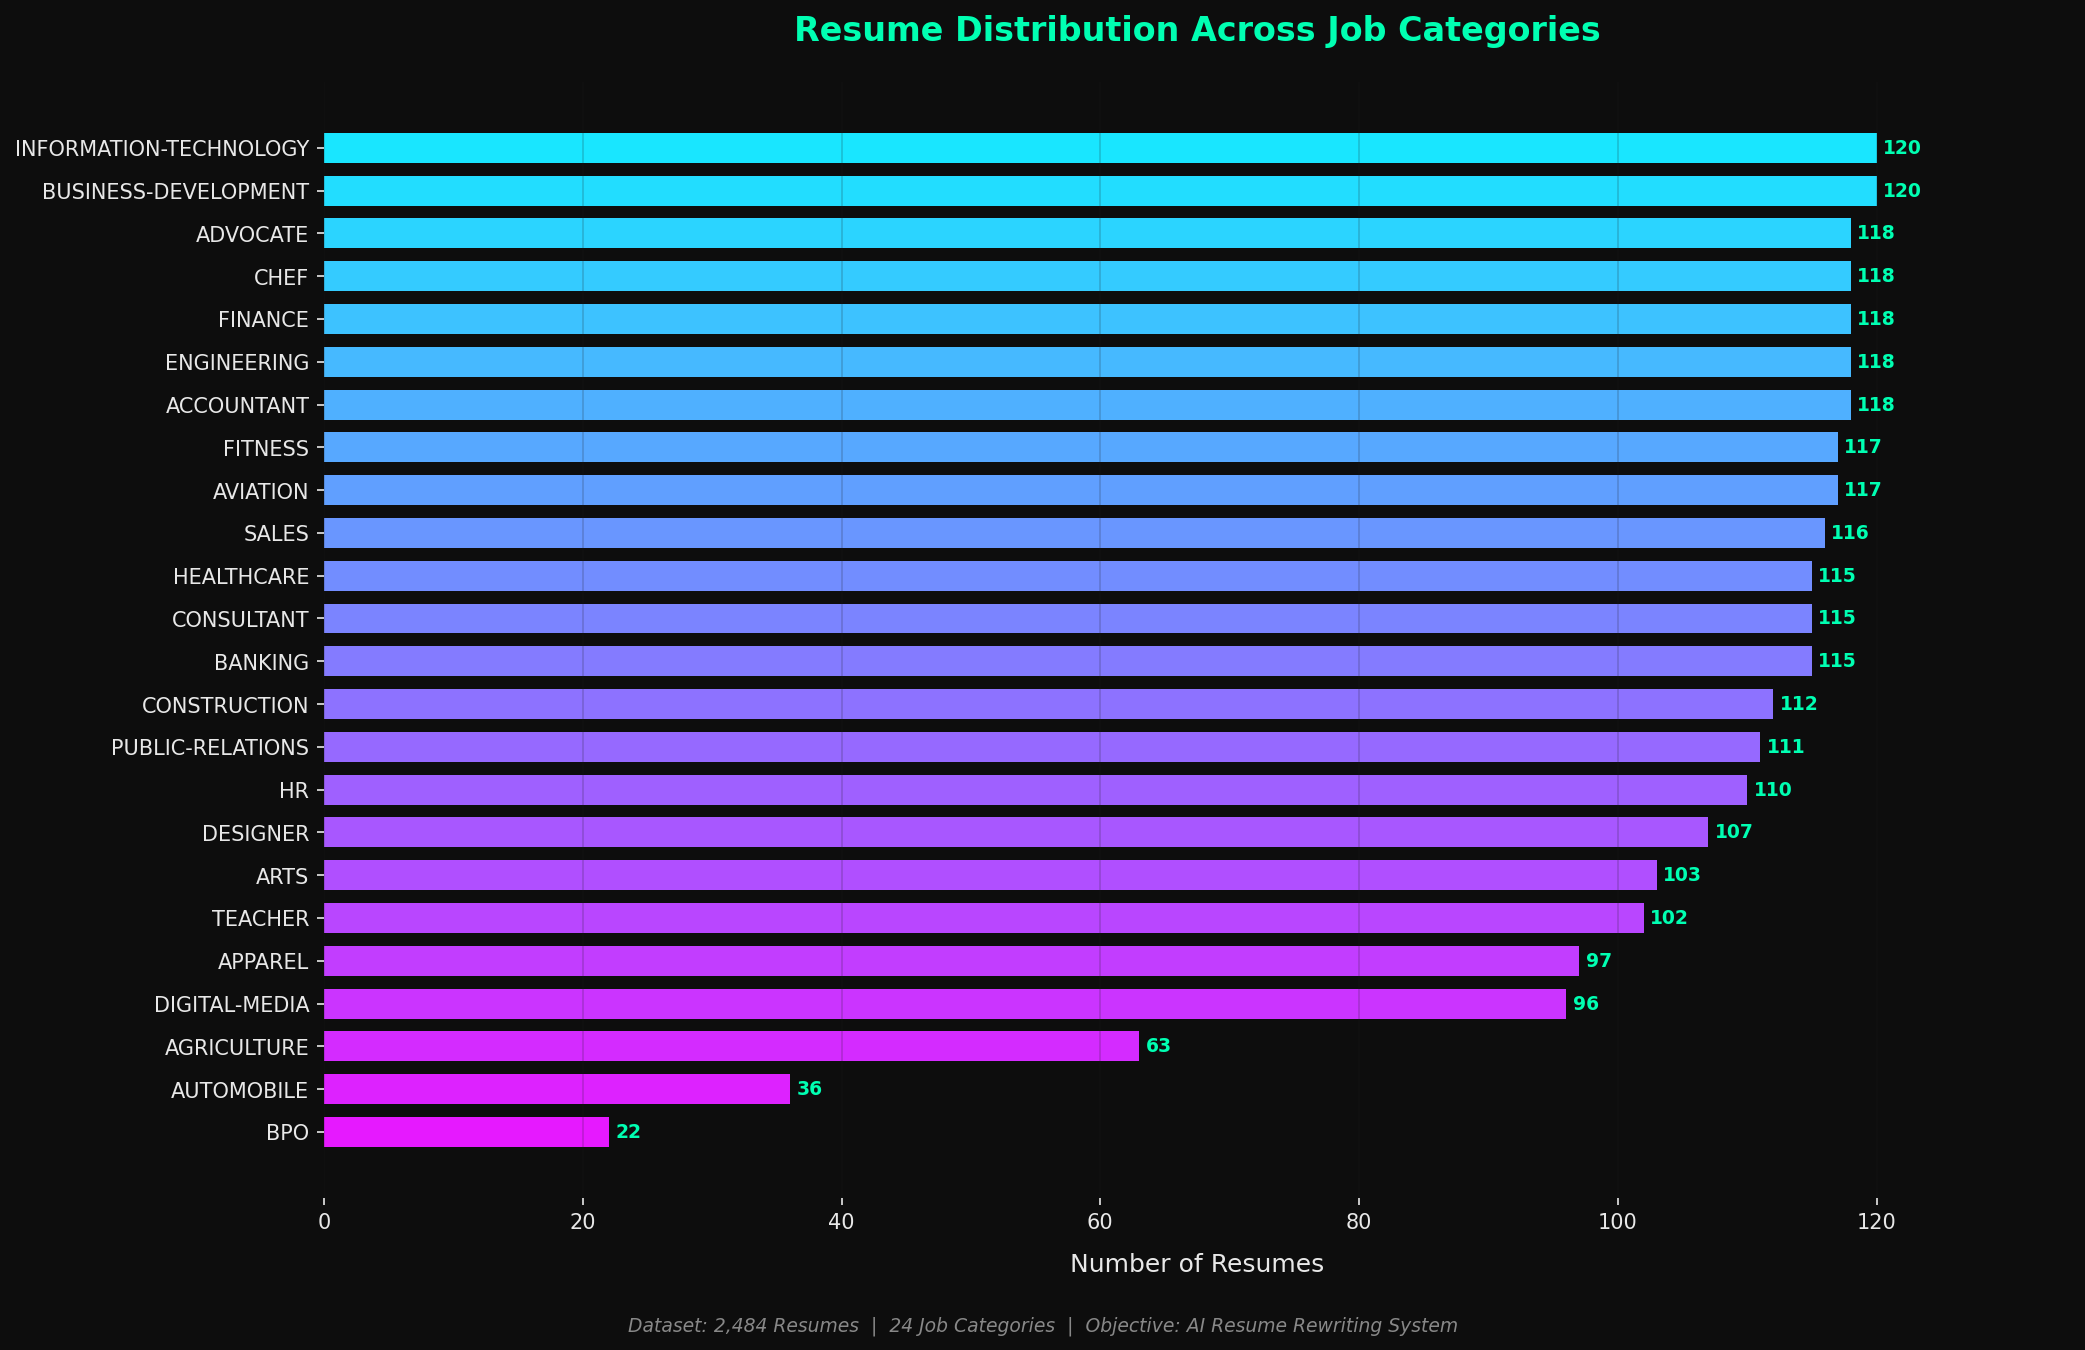 Resume Distribution Across Job Categories
INFORMATION-TECHNOLOGY 120
BUSINESS-DEVELOPMENT 120
ADVOCATE 118
CHEF 118
FINANCE 118
ENGINEERING 118
ACCOUNTANT 118
FITNESS 117
AVIATION 117
SALES 116
HEALTHCARE 115
CONSULTANT 115
BANKING 115
CONSTRUCTION 112
PUBLIC-RELATIONS 111
HR 110
DESIGNER 107
ARTS 103
TEACHER 102
APPAREL 97
DIGITAL-MEDIA 96
AGRICULTURE 63
AUTOMOBILE 36
BPO 22
0 20 40 60 80 100 120
Number of Resumes
Dataset: 2,484 Resumes | 24 Job Categories | Objective: AI Resume Rewriting System